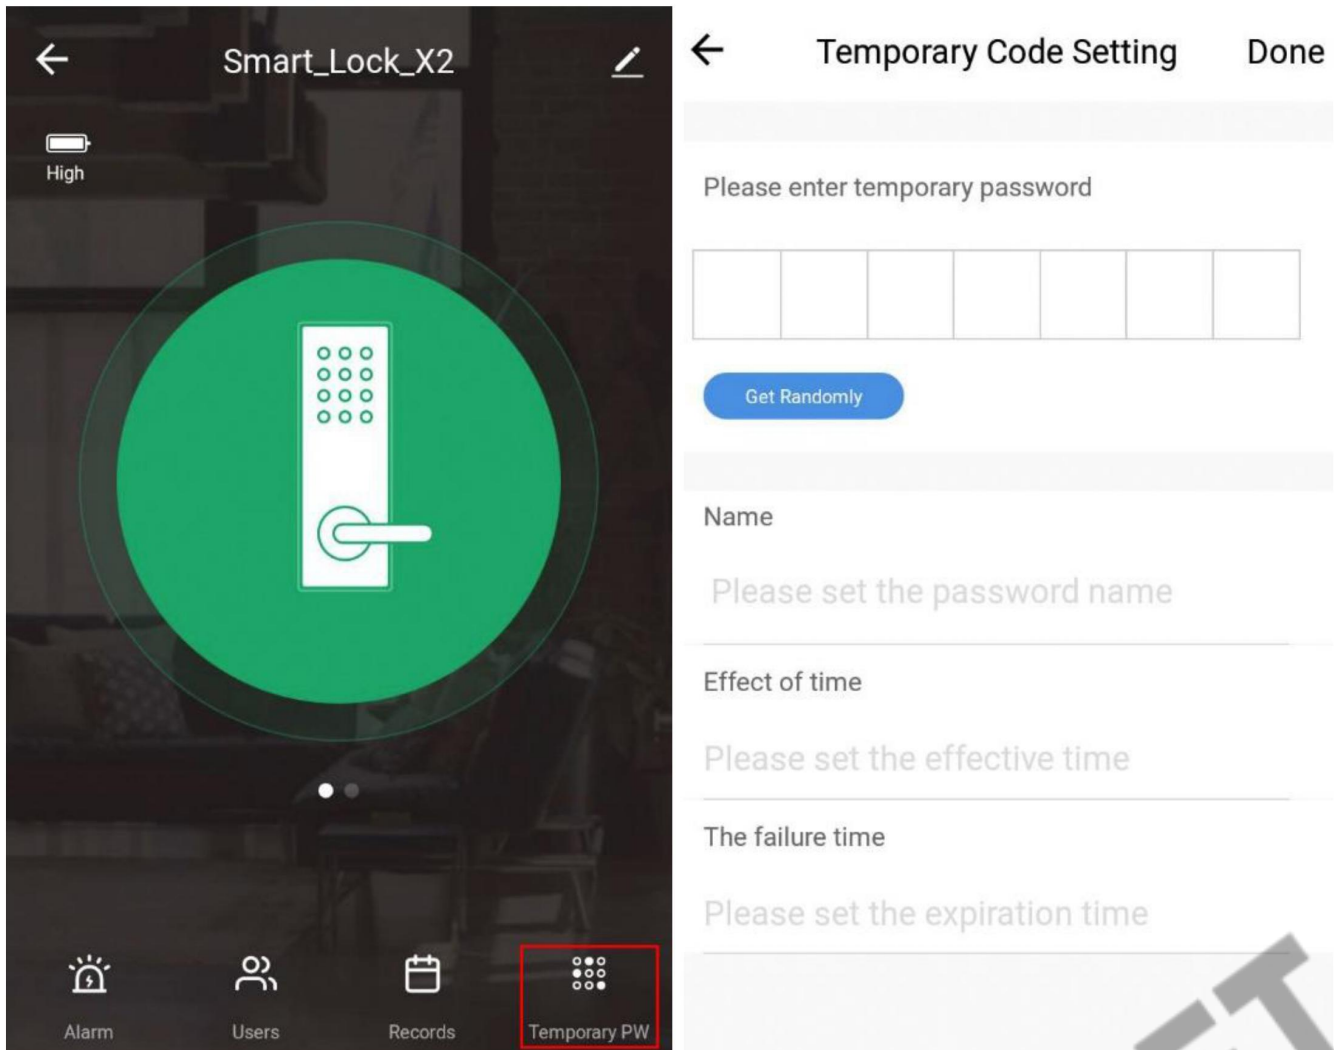 Smart_Lock_X2
High
Alarm
Users
Records
Temporary PW
Temporary Code Setting
Done
Please enter temporary password
Get Randomly
Name
Please set the password name
Effect of time
Please set the effective time
The failure time
Please set the expiration time